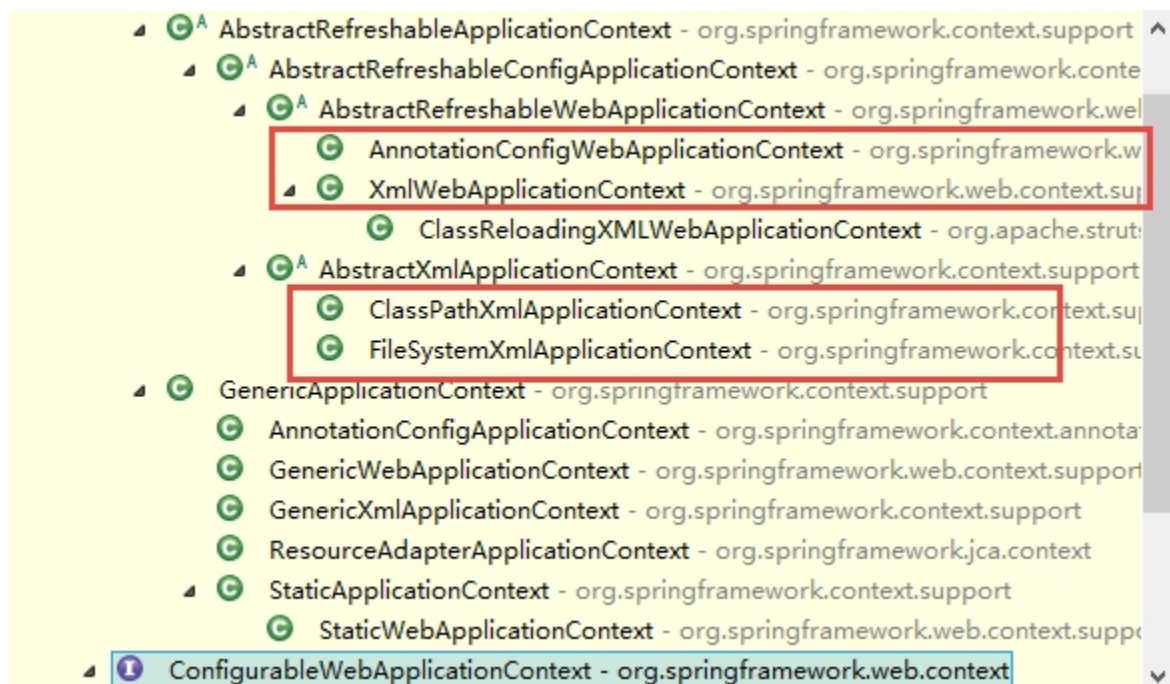 AbstractRefreshableApplicationContext - org.springframework.context.support
AbstractRefreshableConfigApplicationContext - org.springframework.conte
AbstractRefreshableWebApplicationContext - org.springframework.wel
AnnotationConfigWebApplicationContext - org.springframework.w
XmlWebApplicationContext - org.springframework.web.context.sup
ClassReloadingXMLWebApplicationContext - org.apache.struts
AbstractXmlApplicationContext - org.springframework.context.support
ClassPathXmlApplicationContext - org.springframework.context.sup
FileSystemXmlApplicationContext - org.springframework.context.su
GenericApplicationContext - org.springframework.context.support
AnnotationConfigApplicationContext - org.springframework.context.annota
GenericWebApplicationContext - org.springframework.web.context.support
GenericXmlApplicationContext - org.springframework.context.support
ResourceAdapterApplicationContext - org.springframework.jca.context
StaticApplicationContext - org.springframework.context.support
StaticWebApplicationContext - org.springframework.web.context.suppo
ConfigurableWebApplicationContext - org.springframework.web.context